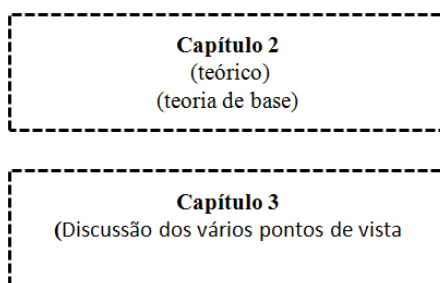 Capítulo 2
(teórico)
(teoria de base)
Capítulo 3
(Discussão dos vários pontos de vista